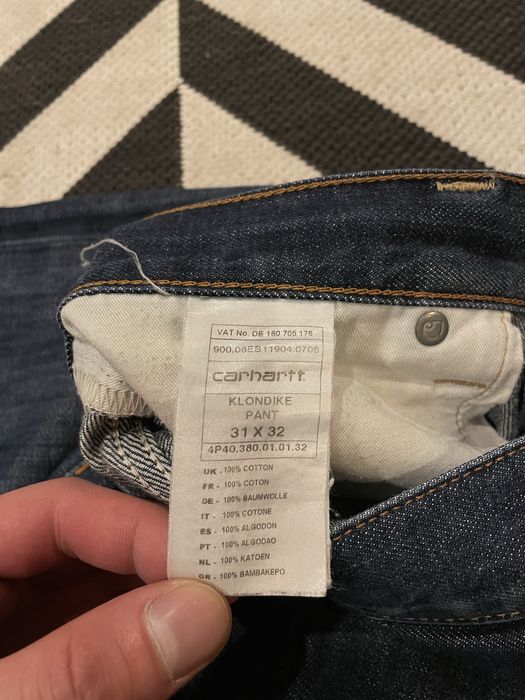 VAT No. DE 160 705 175
900.08ES11904.0708
carhartt
KLONDIKE
PANT
31 X 32
4P40.380.01.01.32
UK - 100% COTTON
FR - 100% COTON
DE - 100% BAUMWOLLE
IT - 100% COTONE
ES - 100% ALGODON
PT - 100% ALGODAO
NL - 100% KATOEN
GR - 100% BAMBAKEPO